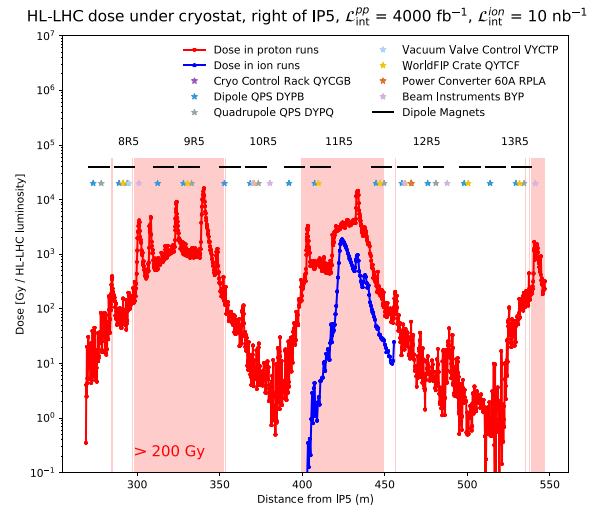 HL-LHC dose under cryostat, right of IP5, 𝓛ᵖᵖ_int = 4000 fb⁻¹, 𝓛ⁱᵒⁿ_int = 10 nb⁻¹
Dose in proton runs
Dose in ion runs
Cryo Control Rack QYCGB
Dipole QPS DYPB
Quadrupole QPS DYPQ
Vacuum Valve Control VYCTP
WorldFIP Crate QYTCF
Power Converter 60A RPLA
Beam Instruments BYP
Dipole Magnets
8R5 9R5 10R5 11R5 12R5 13R5
> 200 Gy
Dose [Gy / HL-LHC luminosity]
10⁷
10⁶
10⁵
10⁴
10³
10²
10¹
10⁰
10⁻¹
300 350 400 450 500 550
Distance from IP5 (m)